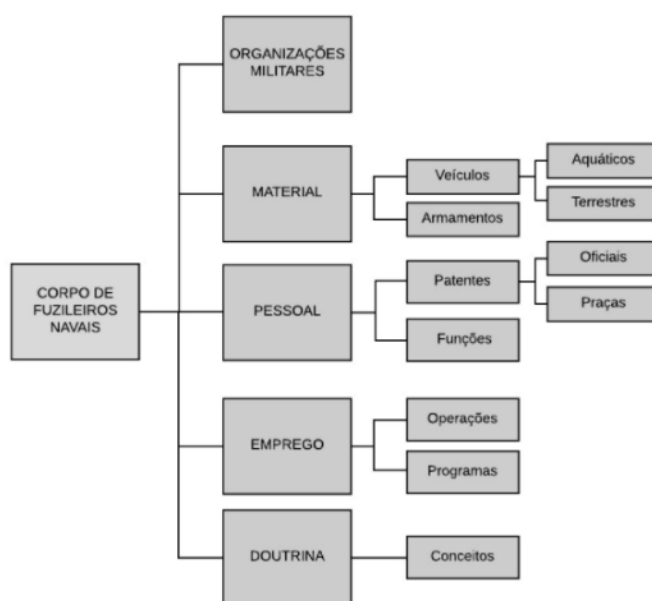 ORGANIZAÇÕES
MILITARES
MATERIAL
Veículos
Aquáticos
Terrestres
Armamentos
CORPO DE
FUZILEIROS
NAVAIS
PESSOAL
Patentes
Oficiais
Praças
Funções
EMPREGO
Operações
Programas
DOUTRINA
Conceitos